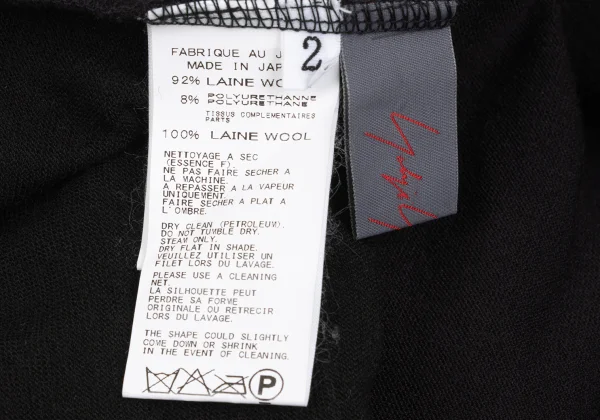 FABRIQUE AU
MADE IN
2
92% LAINE
8% POLYURETHANNE
POLYURETHANE
TISSUS COMPLEMENTAIRES
PARTS
100% LAINE WOOL
NETTOYAGE A SEC
(ESSENCE F).
NE PAS FAIRE SECHER A
LA MACHINE.
A REPASSER A LA VAPEUR
UNIQUEMENT.
FAIRE SECHER A PLAT A
L'OMBRE.
DRY CLEAN (PETROLEUM).
DO NOT TUMBLE DRY.
STEAM ONLY.
DRY FLAT IN SHADE.
VEUILLEZ UTILISER UN
FILET LORS DU LAVAGE.
PLEASE USE A CLEANING
NET.
LA SILHOUETTE PEUT
PERDRE SA FORME
ORIGINALE OU RETRECIR
LORS DU LAVAGE.
THE SHAPE COULD SLIGHTLY
COME DOWN OR SHRINK
IN THE EVENT OF CLEANING.
P